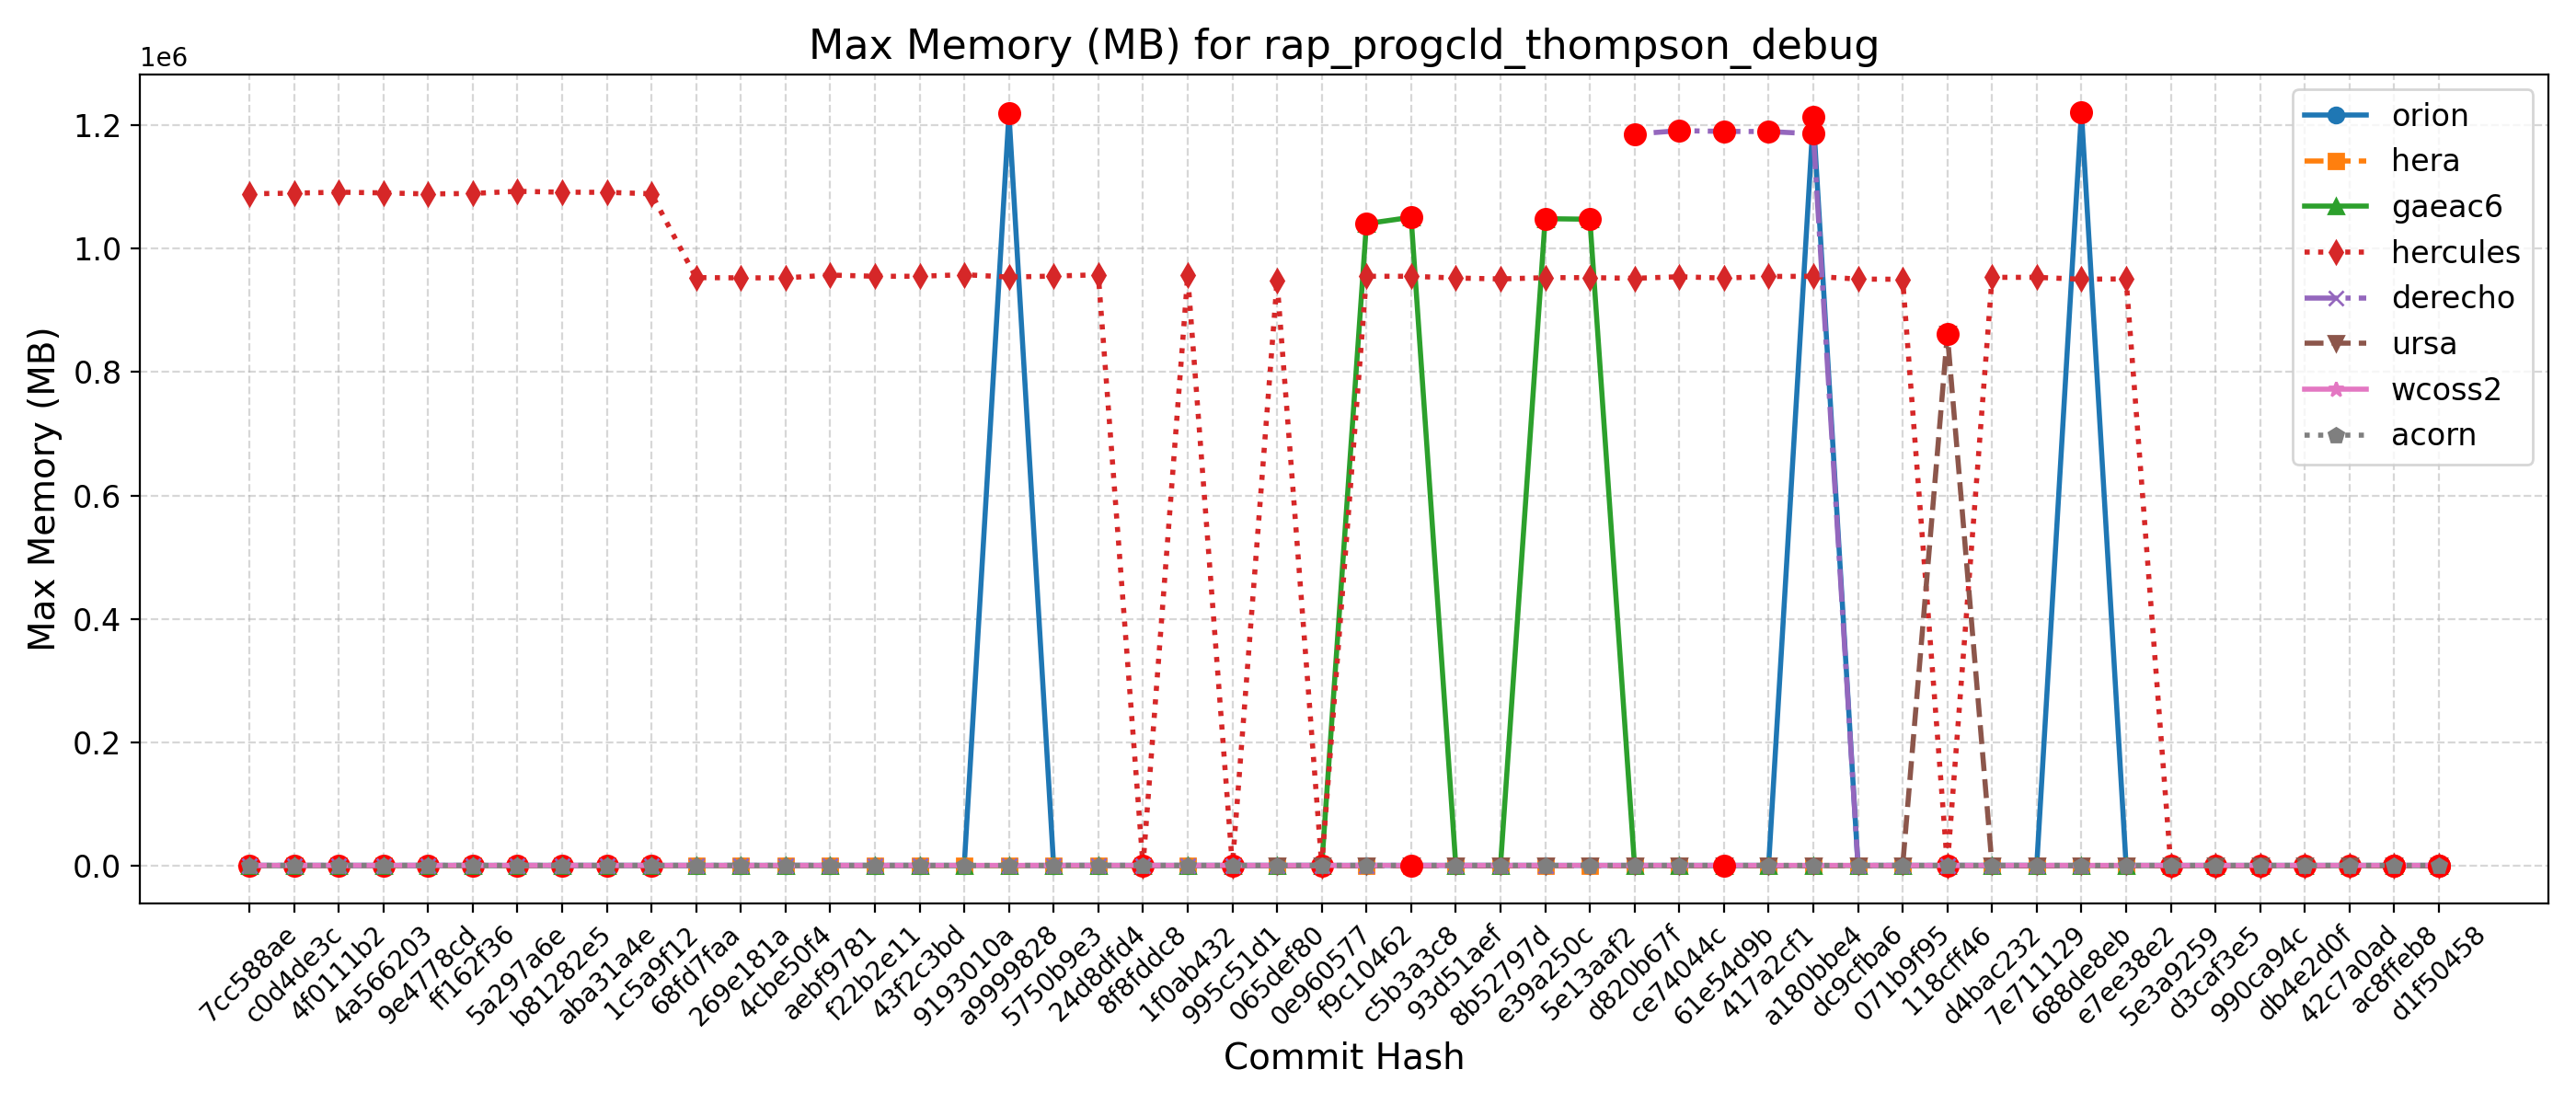 Max Memory (MB) for rap_progcld_thompson_debug
1e6
1.2
1.0
0.8
0.6
0.4
0.2
0.0
Max Memory (MB)
orion
hera
gaeac6
hercules
derecho
ursa
wcoss2
acorn
7cc588ae
c0d4de3c
4f0111b2
4a566203
9e4778cd
ff162f36
5a297a6e
b81282e5
aba31a4e
1c5a9f12
68fd7faa
269e181a
4cbe50f4
aebf9781
f22b2e11
43f2c3bd
9193010a
a9999828
5750b9e3
24d8dfd4
8f8fddc8
1f0ab432
995c51d1
065def80
0e960577
f9c10462
c5b3a3c8
93d51aef
8b52797d
e39a250c
5e13aaf2
d820b67f
ce74044c
61e54d9b
417a2cf1
a180bbe4
dc9cfba6
071b9f95
118cff46
d4bac232
7e711129
688de8eb
e7ee38e2
5e3a9259
d3caf3e5
990ca94c
db4e2d0f
42c7a0ad
ac8ffeb8
d1f50458
Commit Hash